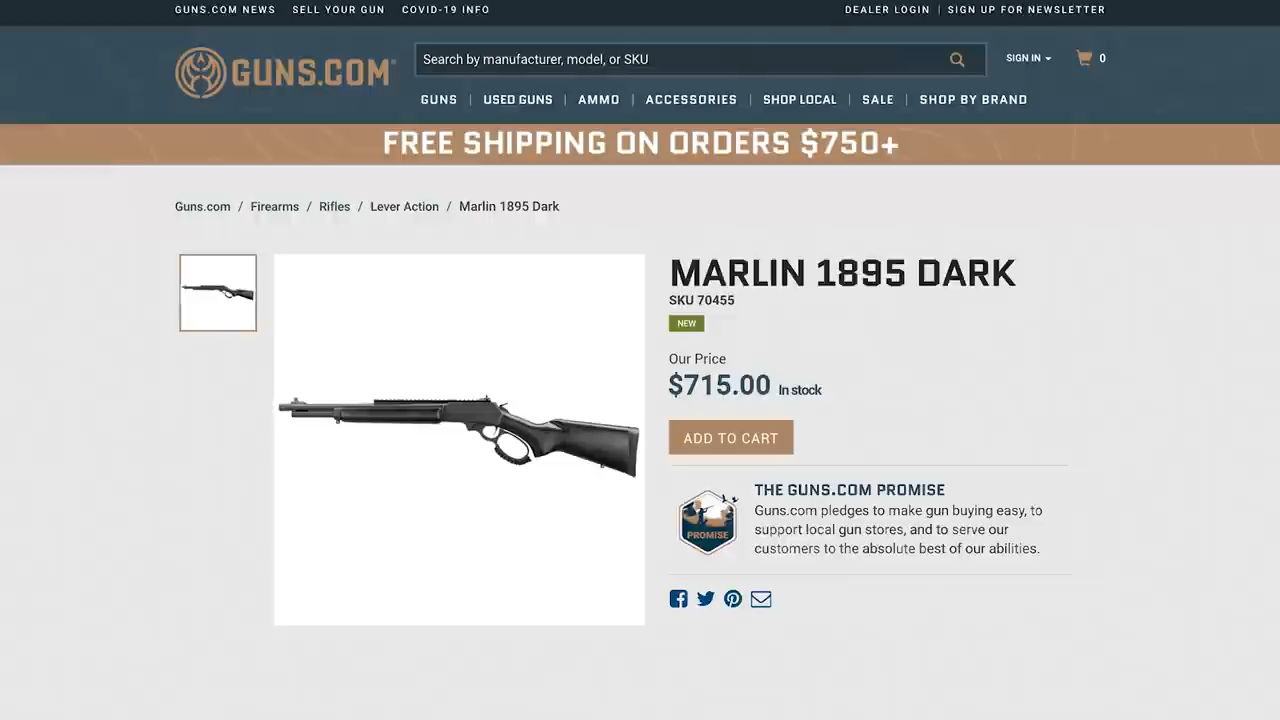 GUNS.COM NEWS SELL YOUR GUN COVID-19 INFO DEALER LOGIN | SIGN UP FOR NEWSLETTER
GUNS.COM® Search by manufacturer, model, or SKU SIGN IN 0
GUNS | USED GUNS | AMMO | ACCESSORIES | SHOP LOCAL | SALE | SHOP BY BRAND
FREE SHIPPING ON ORDERS $750+
Guns.com / Firearms / Rifles / Lever Action / Marlin 1895 Dark
MARLIN 1895 DARK
SKU 70455
NEW
Our Price
$715.00 In stock
ADD TO CART
THE GUNS.COM PROMISE
Guns.com pledges to make gun buying easy, to
support local gun stores, and to serve our
customers to the absolute best of our abilities.
PROMISE